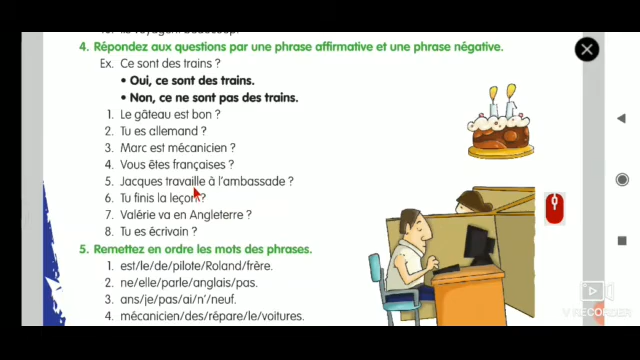 4. Répondez aux questions par une phrase affirmative et une phrase négative.
Ex. Ce sont des trains ?
• Oui, ce sont des trains.
• Non, ce ne sont pas des trains.
1. Le gâteau est bon ?
2. Tu es allemand ?
3. Marc est mécanicien ?
4. Vous êtes françaises ?
5. Jacques travaille à l'ambassade ?
6. Tu finis la leçon ?
7. Valérie va en Angleterre ?
8. Tu es écrivain ?
5. Remettez en ordre les mots des phrases.
1. est/le/de/pilote/Roland/frère.
2. ne/elle/parle/anglais/pas.
3. ans/je/pas/ai/n'/neuf.
4. mécanicien/des/répare/le/voitures.
V RECORDER